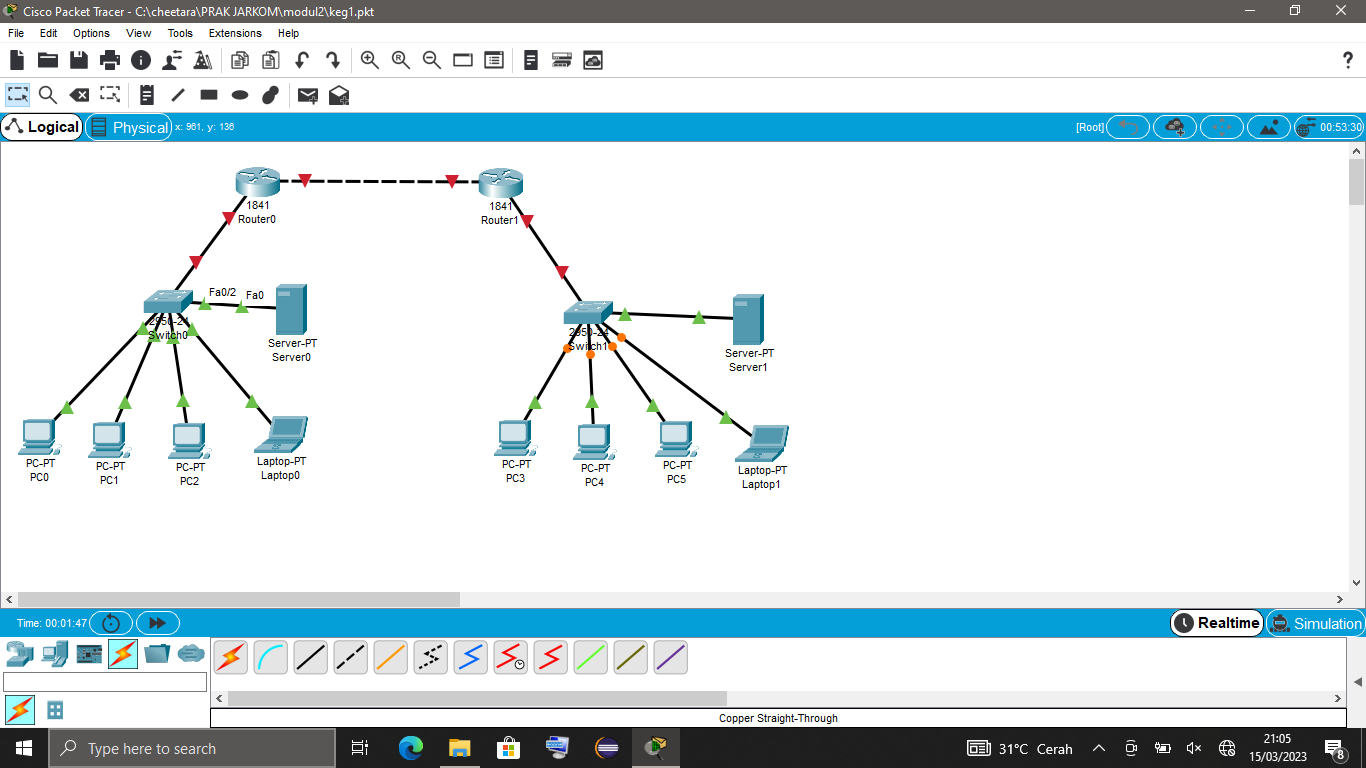 Cisco Packet Tracer - C:\cheetara\PRAK JARKOM\modul2\keg1.pkt
File Edit Options View Tools Extensions Help
Logical Physical x: 961, y: 136 [Root] 00:53:30
1841
Router0
1841
Router1
Fa0/2 Fa0
2950-24
Switch0
Server-PT
Server0
2950-24
Switch1
Server-PT
Server1
PC-PT
PC0
PC-PT
PC1
PC-PT
PC2
Laptop-PT
Laptop0
PC-PT
PC3
PC-PT
PC4
PC-PT
PC5
Laptop-PT
Laptop1
Time: 00:01:47 Realtime Simulation
Copper Straight-Through
Type here to search
31°C Cerah
21:05
15/03/2023
8